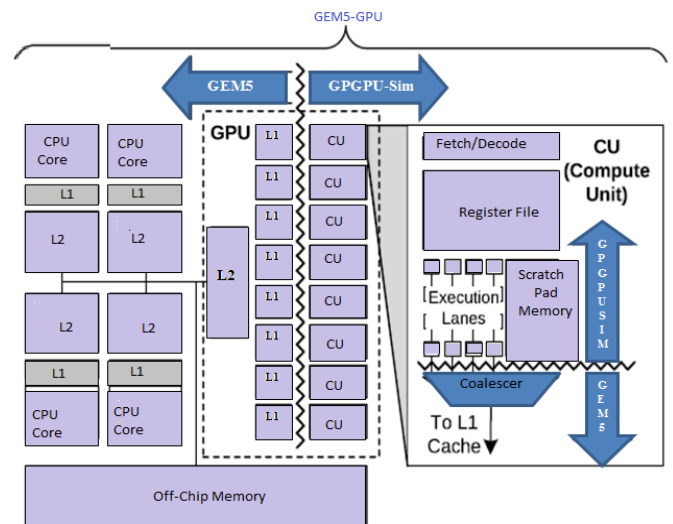 GEM5-GPU
GEM5
GPGPU-Sim
CPU
Core
CPU
Core
L1
L1
L2
L2
L2
L2
L1
L1
CPU
Core
CPU
Core
GPU
L2
L1
CU
L1
CU
L1
CU
L1
CU
L1
CU
L1
CU
L1
CU
L1
CU
Off-Chip Memory
Fetch/Decode
CU
(Compute
Unit)
Register File
Execution
Lanes
Scratch
Pad
Memory
GPGPUSIM
Coalescer
GEM5
To L1
Cache